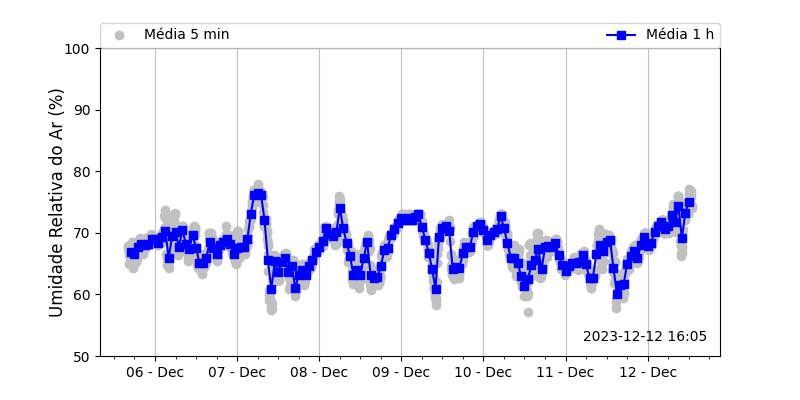 Média 5 min Média 1 h
100
90
80
70
60
50
Umidade Relativa do Ar (%)
2023-12-12 16:05
06 - Dec 07 - Dec 08 - Dec 09 - Dec 10 - Dec 11 - Dec 12 - Dec